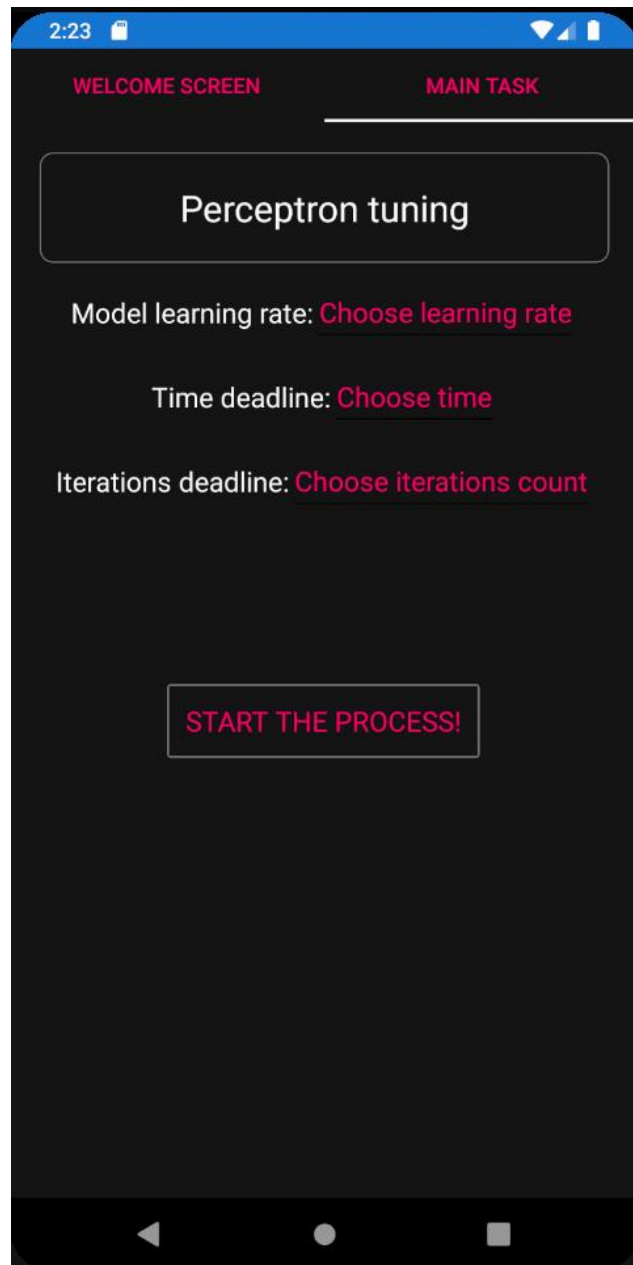 2:23
WELCOME SCREEN MAIN TASK
Perceptron tuning
Model learning rate: Choose learning rate
Time deadline: Choose time
Iterations deadline: Choose iterations count
START THE PROCESS!